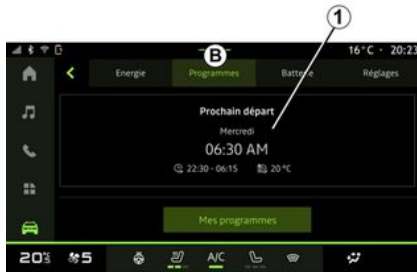 1
B
16°C · 20:23
Energie
Programmes
Batterie
Réglages
Prochain départ
Mercredi
06:30 AM
22:30 - 06:15
20 °C
Mes programmes
20.5
5
A/C